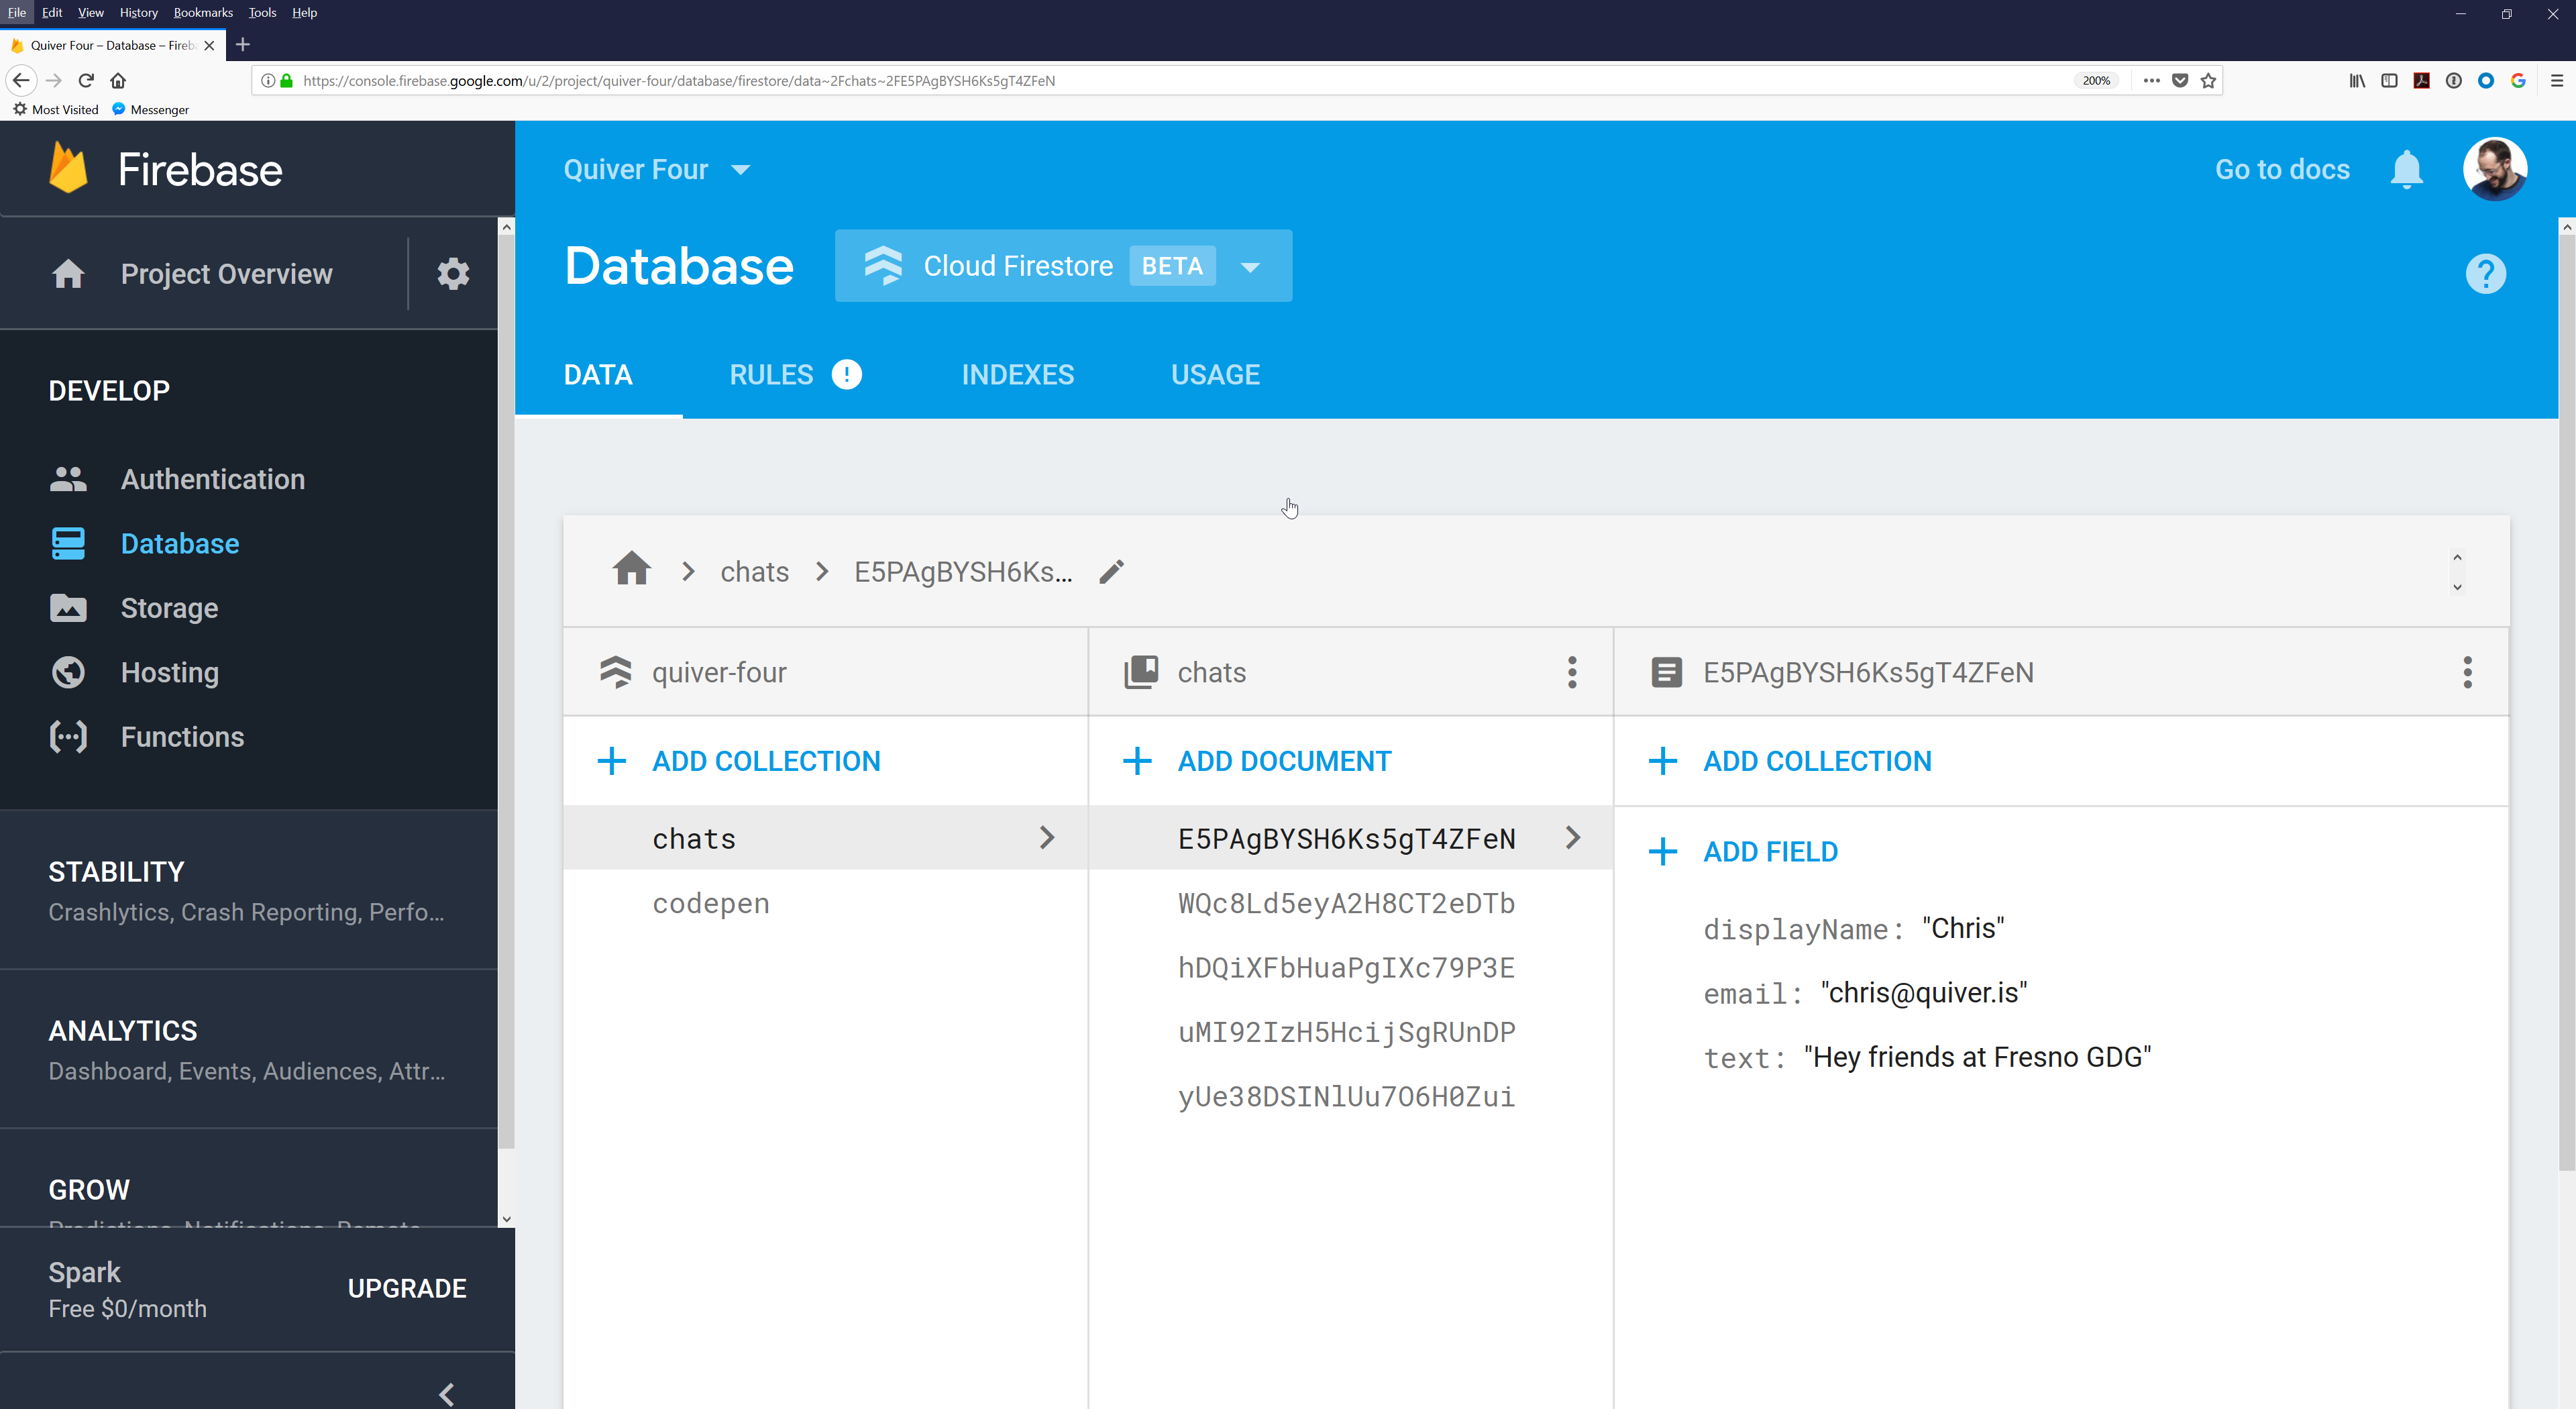 File Edit View History Bookmarks Tools Help
Quiver Four – Database – Fireb
https://console.firebase.google.com/u/2/project/quiver-four/database/firestore/data~2Fchats~2FE5PAgBYSH6Ks5gT4ZFeN
200%
Most Visited Messenger
Firebase
Quiver Four
Go to docs
Project Overview
Database Cloud Firestore BETA
DATA RULES INDEXES USAGE
DEVELOP
Authentication
Database
Storage
Hosting
Functions
STABILITY
Crashlytics, Crash Reporting, Perfo...
ANALYTICS
Dashboard, Events, Audiences, Attr...
GROW
Predictions, Notifications, Remote
Spark
Free $0/month
UPGRADE
chats E5PAgBYSH6Ks...
quiver-four
ADD COLLECTION
chats
codepen
chats
ADD DOCUMENT
E5PAgBYSH6Ks5gT4ZFeN
WQc8Ld5eyA2H8CT2eDTb
hDQiXFbHuaPgIXc79P3E
uMI92IzH5HcijSgRUnDP
yUe38DSINlUu7O6H0Zui
E5PAgBYSH6Ks5gT4ZFeN
ADD COLLECTION
ADD FIELD
displayName: "Chris"
email: "chris@quiver.is"
text: "Hey friends at Fresno GDG"